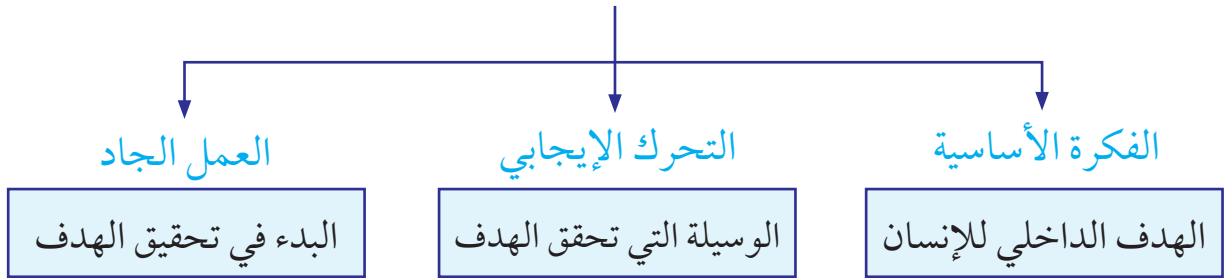 الفكرة الأساسية
الهدف الداخلي للإنسان
التحرك الإيجابي
الوسيلة التي تحقق الهدف
العمل الجاد
البدء في تحقيق الهدف